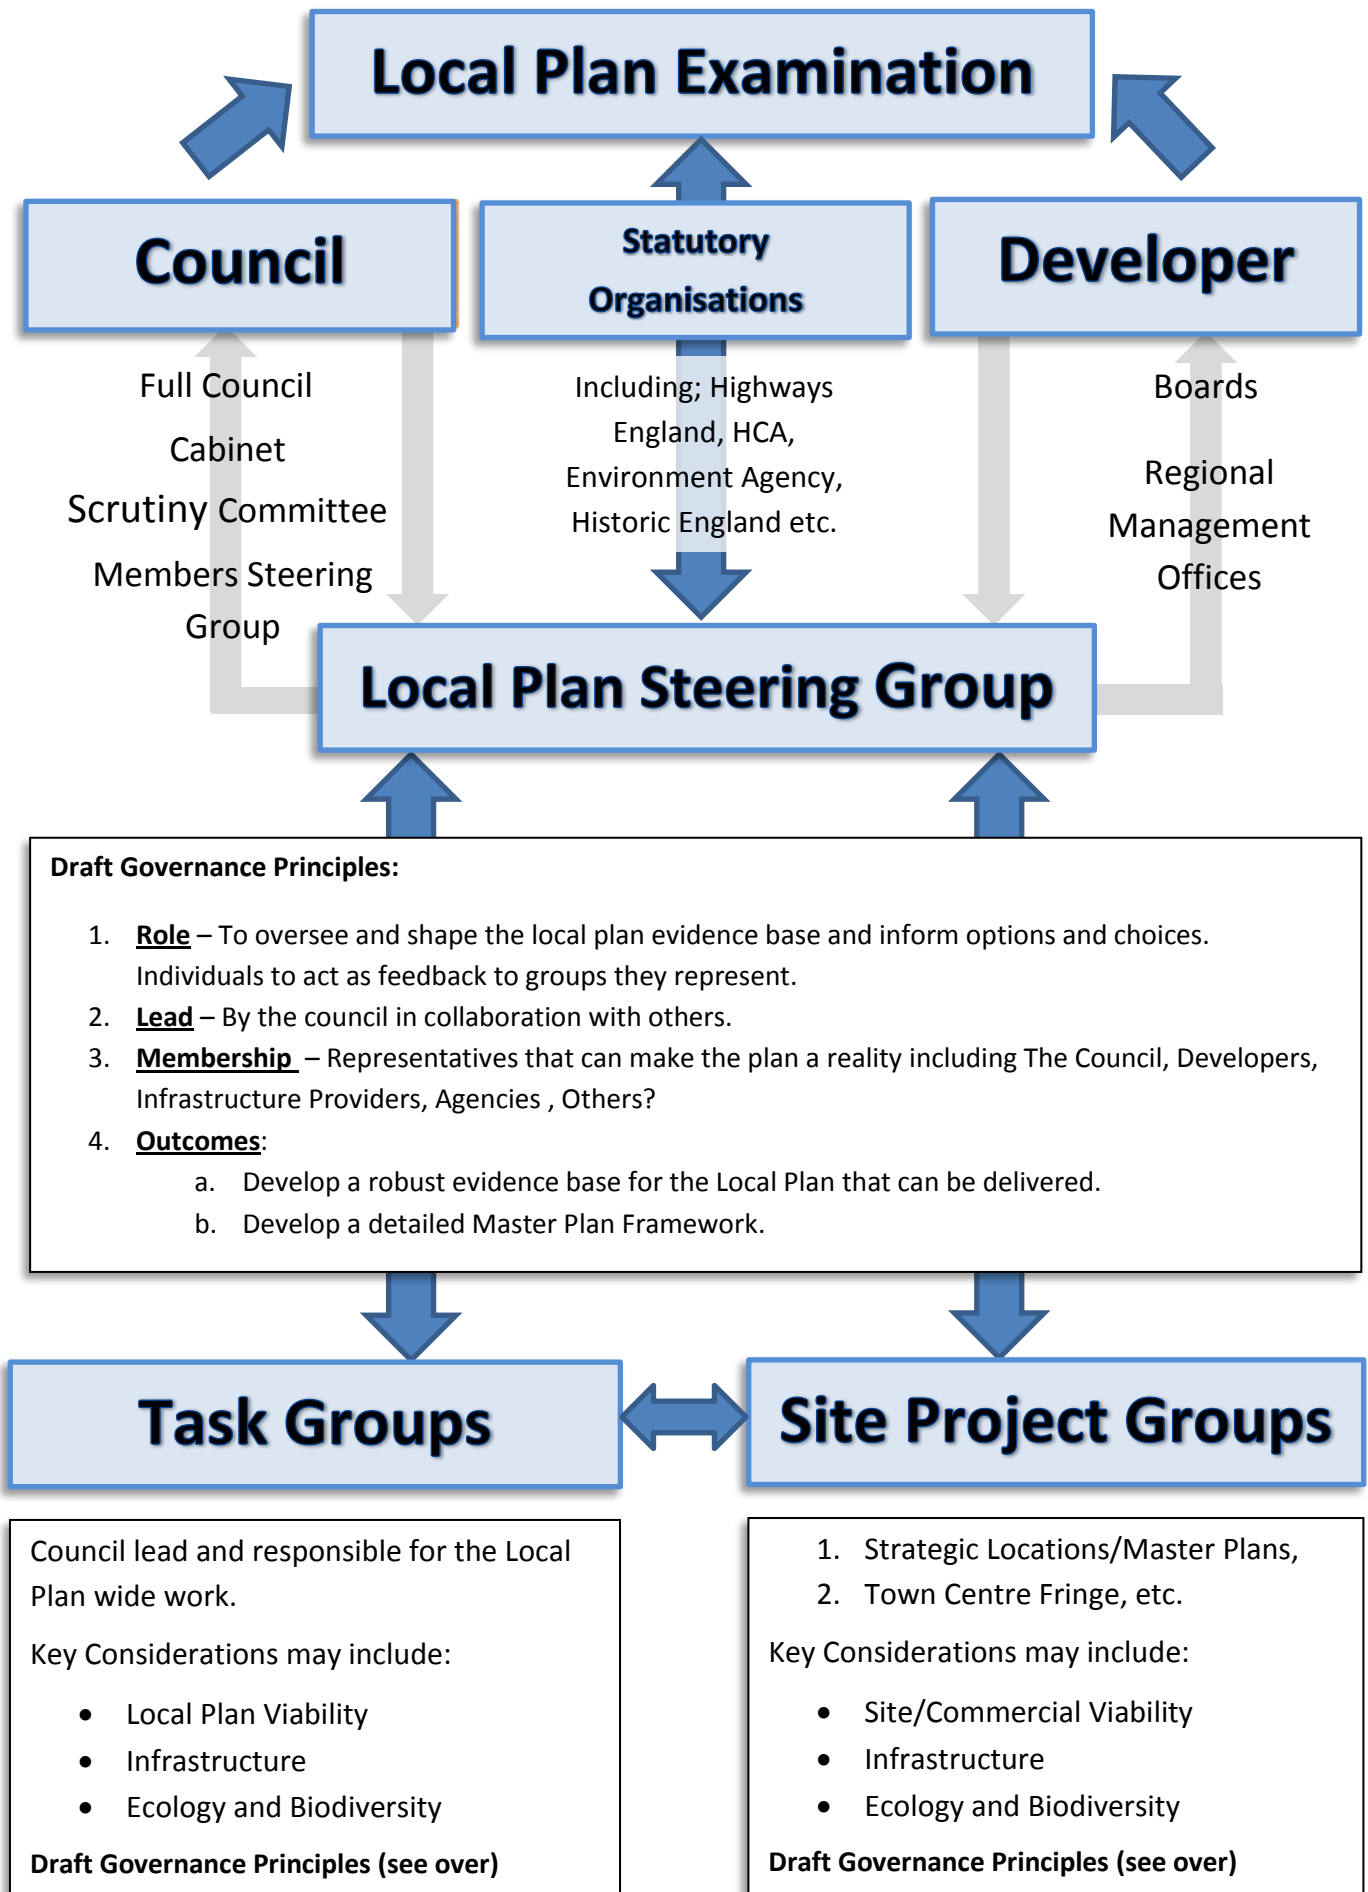 Local Plan Examination
Council
Statutory
Organisations
Developer
Full Council
Cabinet
Scrutiny Committee
Members Steering
Group
Including; Highways
England, HCA,
Environment Agency,
Historic England etc.
Boards
Regional
Management
Offices
Local Plan Steering Group
Draft Governance Principles:
1. Role – To oversee and shape the local plan evidence base and inform options and choices.
Individuals to act as feedback to groups they represent.
2. Lead – By the council in collaboration with others.
3. Membership – Representatives that can make the plan a reality including The Council, Developers,
Infrastructure Providers, Agencies , Others?
4. Outcomes:
a. Develop a robust evidence base for the Local Plan that can be delivered.
b. Develop a detailed Master Plan Framework.
Task Groups
Site Project Groups
Council lead and responsible for the Local
Plan wide work.
Key Considerations may include:
• Local Plan Viability
• Infrastructure
• Ecology and Biodiversity
Draft Governance Principles (see over)
1. Strategic Locations/Master Plans,
2. Town Centre Fringe, etc.
Key Considerations may include:
• Site/Commercial Viability
• Infrastructure
• Ecology and Biodiversity
Draft Governance Principles (see over)